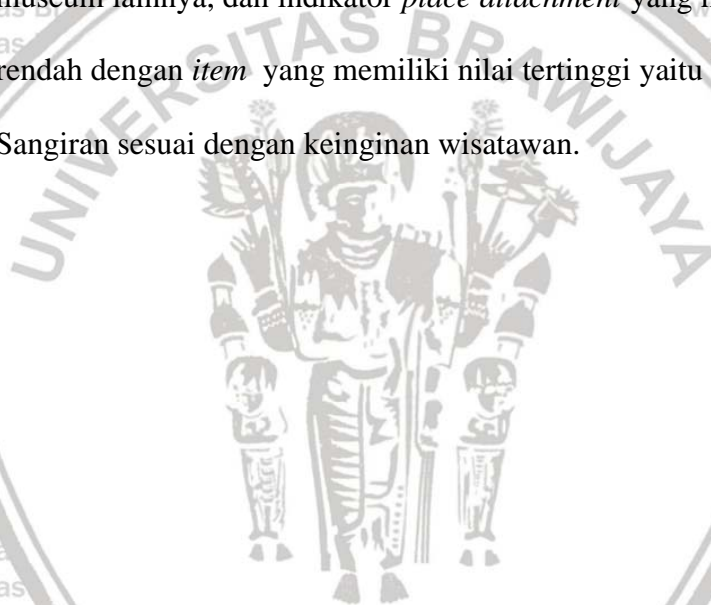 museum lainnya, dan indikator place attachment yang
rendah dengan item yang memiliki nilai tertinggi yaitu
Sangiran sesuai dengan keinginan wisatawan.
UNIVERSITAS BRAWIJAYA